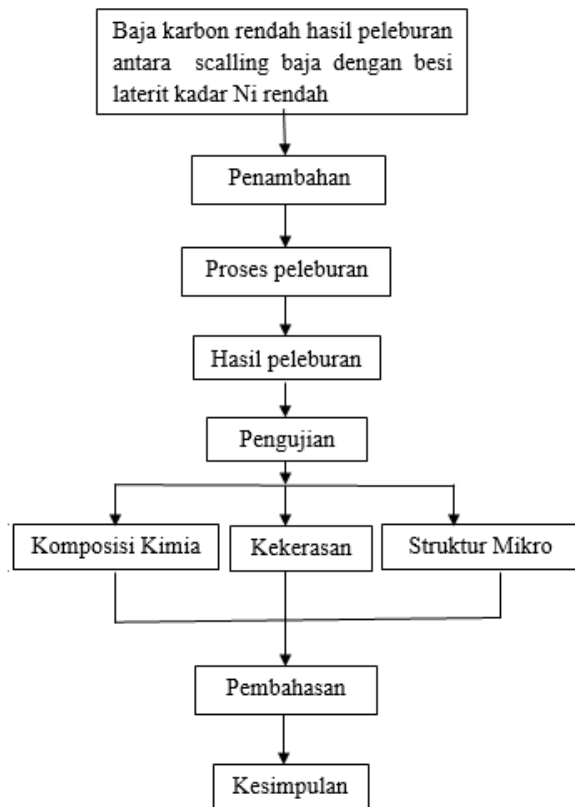 Baja karbon rendah hasil peleburan
antara scalling baja dengan besi
laterit kadar Ni rendah
Penambahan
Proses peleburan
Hasil peleburan
Pengujian
Komposisi Kimia
Kekerasan
Struktur Mikro
Pembahasan
Kesimpulan